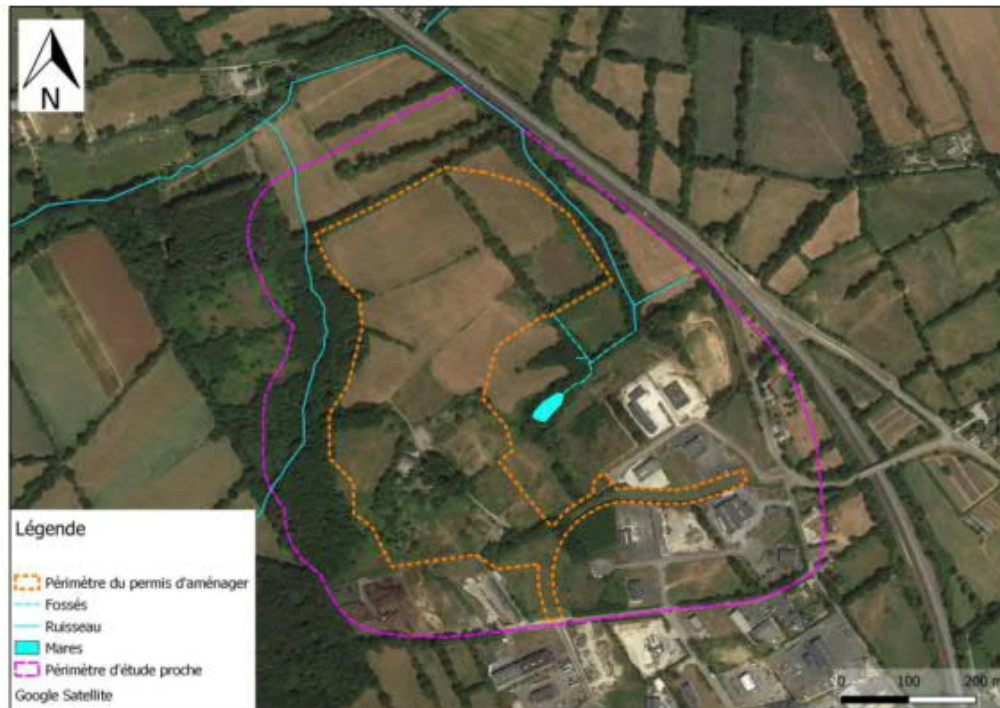 N
Légende
Périmètre du permis d'aménager
Fossés
Ruisseau
Mares
Périmètre d'étude proche
Google Satellite
0 100 200 m